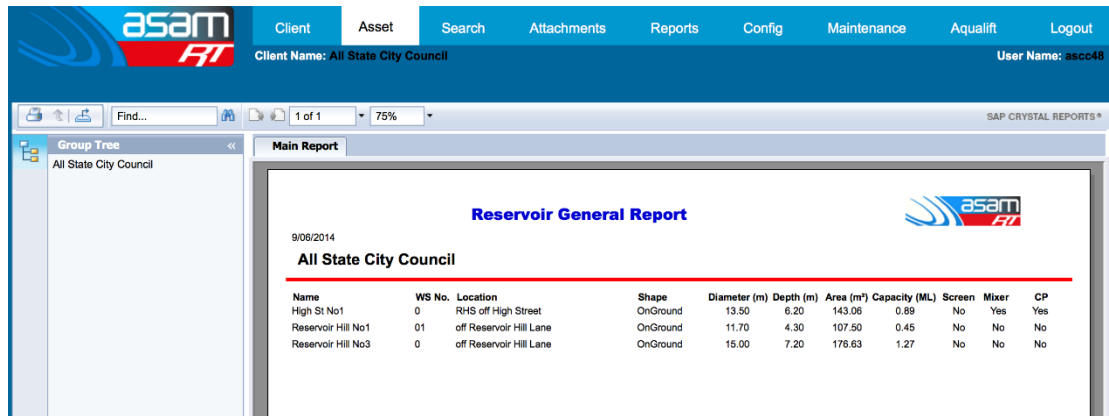 asam RT
Client Asset Search Attachments Reports Config Maintenance Aqualift Logout
Client Name: All State City Council User Name: ascc48
Find... 1 of 1 75% SAP CRYSTAL REPORTS®
Group Tree « Main Report
All State City Council
Reservoir General Report asam RT
9/06/2014
All State City Council
Name WS No. Location Shape Diameter (m) Depth (m) Area (m²) Capacity (ML) Screen Mixer CP
High St No1 0 RHS off High Street OnGround 13.50 6.20 143.06 0.89 No Yes Yes
Reservoir Hill No1 01 off Reservoir Hill Lane OnGround 11.70 4.30 107.50 0.45 No No No
Reservoir Hill No3 0 off Reservoir Hill Lane OnGround 15.00 7.20 176.63 1.27 No No No